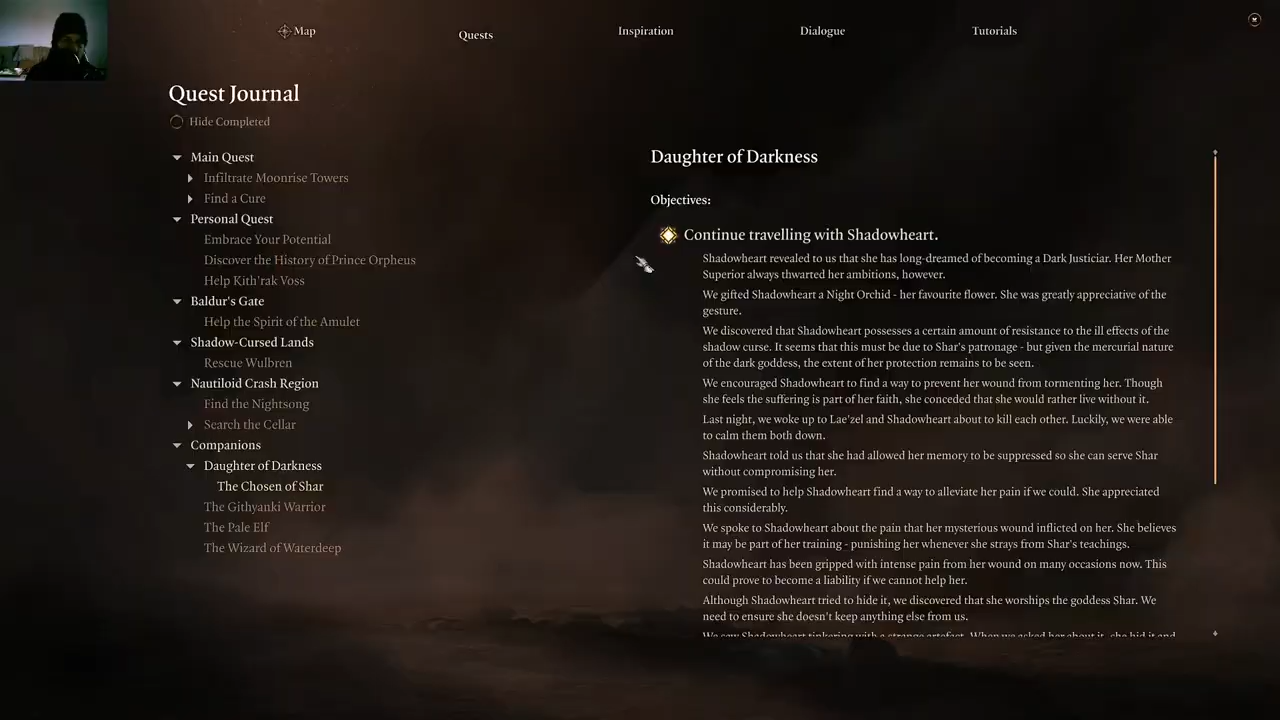 Map
Quests
Inspiration
Dialogue
Tutorials
Quest Journal
Hide Completed
Main Quest
Infiltrate Moonrise Towers
Find a Cure
Personal Quest
Embrace Your Potential
Discover the History of Prince Orpheus
Help Kith'rak Voss
Baldur's Gate
Help the Spirit of the Amulet
Shadow-Cursed Lands
Rescue Wulbren
Nautiloid Crash Region
Find the Nightsong
Search the Cellar
Companions
Daughter of Darkness
The Chosen of Shar
The Githyanki Warrior
The Pale Elf
The Wizard of Waterdeep
Daughter of Darkness
Objectives:
Continue travelling with Shadowheart.
Shadowheart revealed to us that she has long-dreamed of becoming a Dark Justiciar. Her Mother
Superior always thwarted her ambitions, however.
We gifted Shadowheart a Night Orchid - her favourite flower. She was greatly appreciative of the
gesture.
We discovered that Shadowheart possesses a certain amount of resistance to the ill effects of the
shadow curse. It seems that this must be due to Shar's patronage - but given the mercurial nature
of the dark goddess, the extent of her protection remains to be seen.
We encouraged Shadowheart to find a way to prevent her wound from tormenting her. Though
she feels the suffering is part of her faith, she conceded that she would rather live without it.
Last night, we woke up to Lae'zel and Shadowheart about to kill each other. Luckily, we were able
to calm them both down.
Shadowheart told us that she had allowed her memory to be suppressed so she can serve Shar
without compromising her.
We promised to help Shadowheart find a way to alleviate her pain if we could. She appreciated
this considerably.
We spoke to Shadowheart about the pain that her mysterious wound inflicted on her. She believes
it may be part of her training - punishing her whenever she strays from Shar's teachings.
Shadowheart has been gripped with intense pain from her wound on many occasions now. This
could prove to become a liability if we cannot help her.
Although Shadowheart tried to hide it, we discovered that she worships the goddess Shar. We
need to ensure she doesn't keep anything else from us.
We saw Shadowheart tinkering with a strange artefact. When we asked her about it, she hid it and